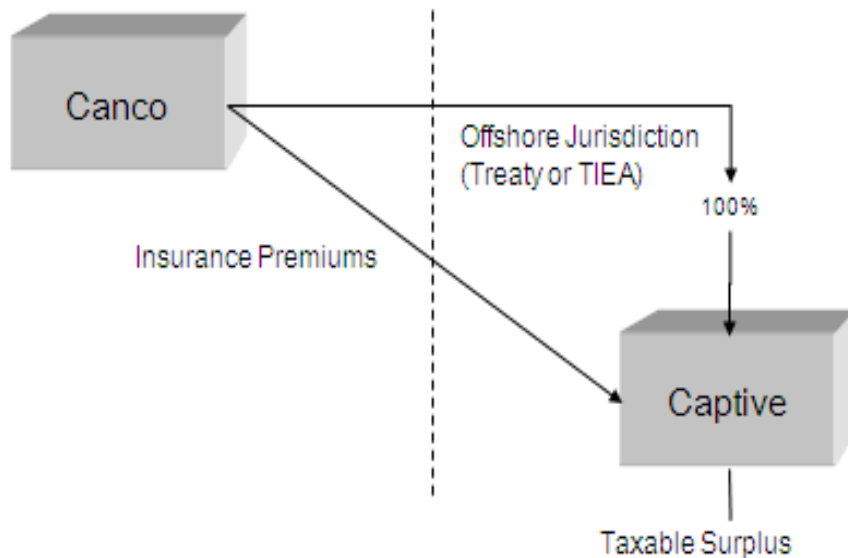 Canco
Offshore Jurisdiction
(Treaty or TIEA)
100%
Insurance Premiums
Captive
Taxable Surplus